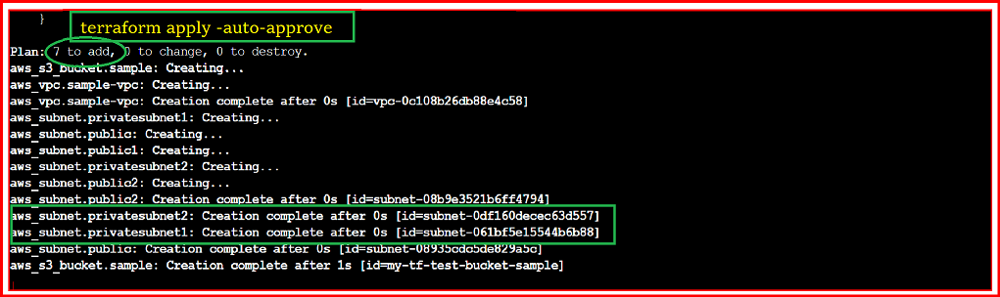 }
terraform apply -auto-approve
Plan: 7 to add, 0 to change, 0 to destroy.
aws_s3_bucket.sample: Creating...
aws_vpc.sample-vpc: Creating...
aws_vpc.sample-vpc: Creation complete after 0s [id=vpc-0c108b26db88e4c58]
aws_subnet.privatesubnet1: Creating...
aws_subnet.public: Creating...
aws_subnet.public1: Creating...
aws_subnet.privatesubnet2: Creating...
aws_subnet.public2: Creating...
aws_subnet.public2: Creation complete after 0s [id=subnet-08b9e3521b6ff4794]
aws_subnet.privatesubnet2: Creation complete after 0s [id=subnet-0df160decec63d557]
aws_subnet.privatesubnet1: Creation complete after 0s [id=subnet-061bf5e15544b6b88]
aws_subnet.public: Creation complete after 0s [id=subnet-08935cdc5de829a5c]
aws_s3_bucket.sample: Creation complete after 1s [id=my-tf-test-bucket-sample]